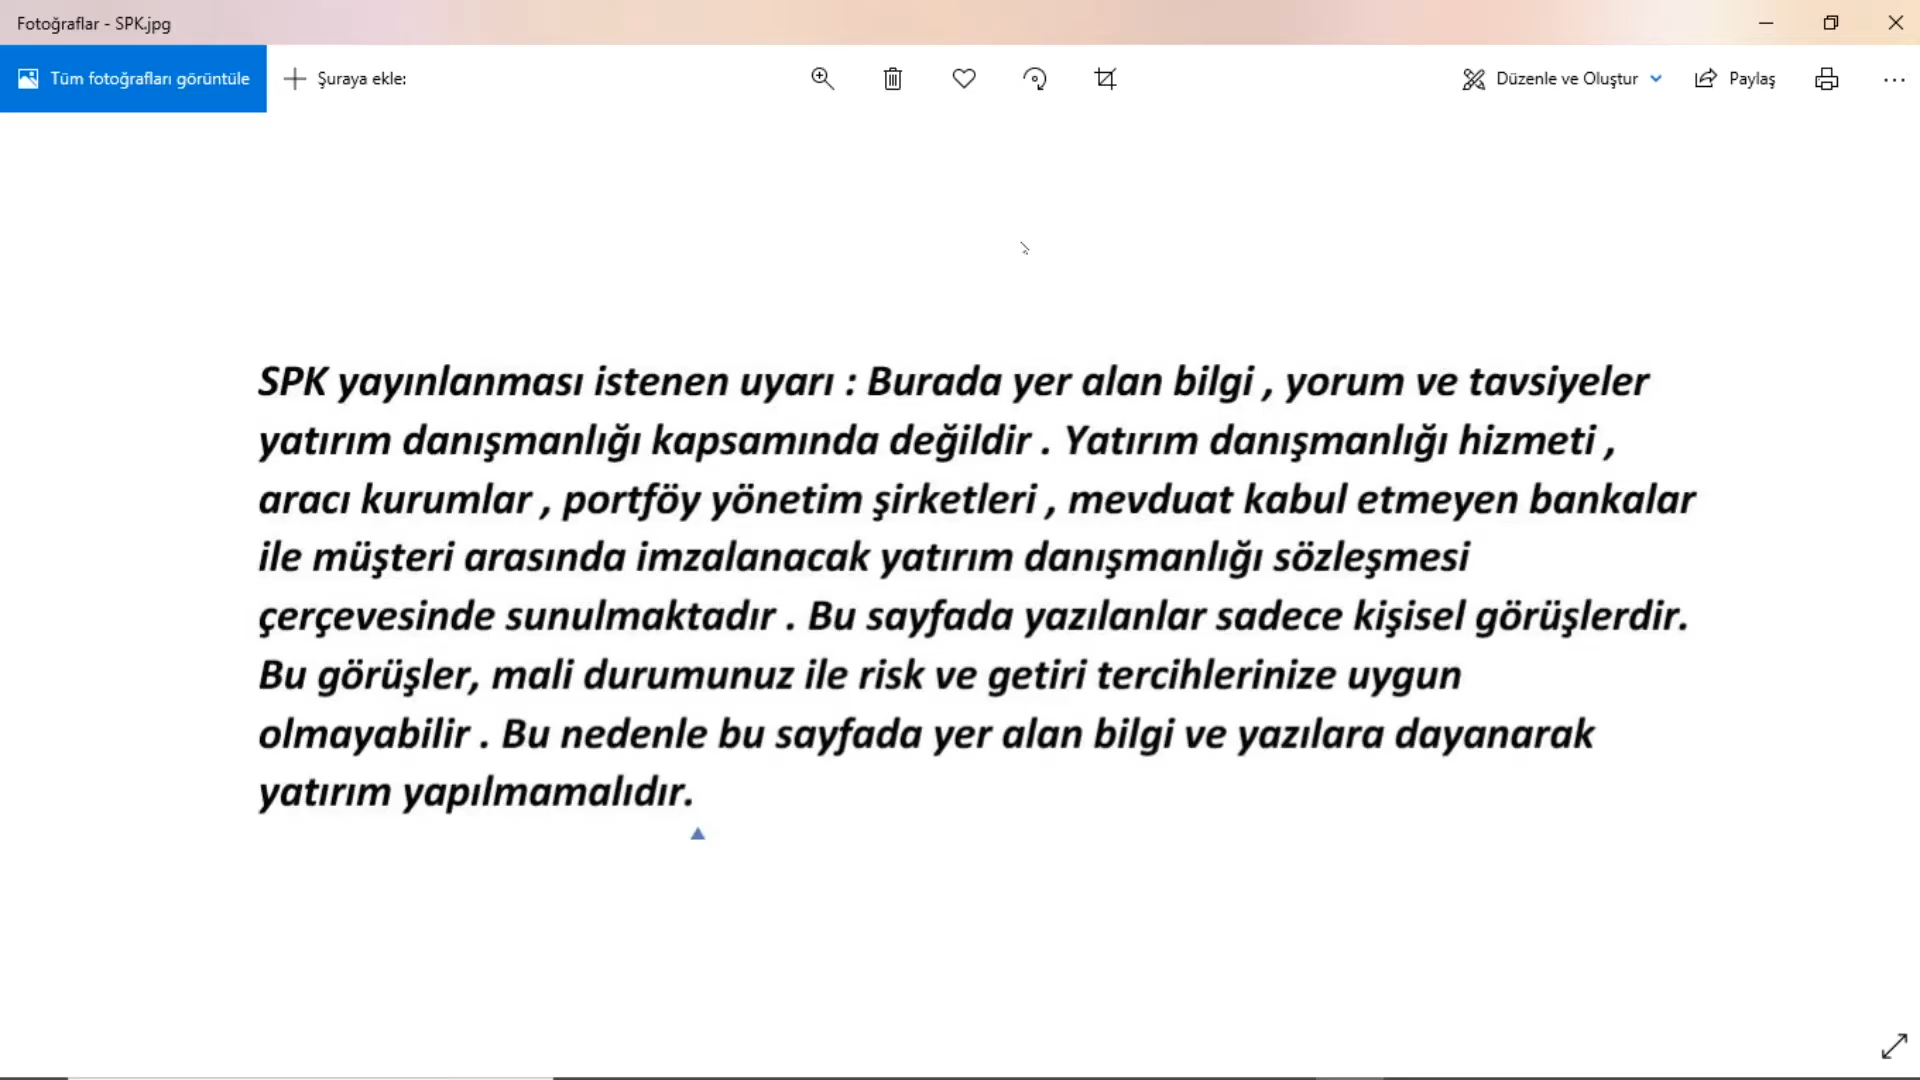 Fotoğraflar - SPK.jpg
Tüm fotoğrafları görüntüle
Şuraya ekle:
Düzenle ve Oluştur
Paylaş
SPK yayınlanması istenen uyarı : Burada yer alan bilgi , yorum ve tavsiyeler
yatırım danışmanlığı kapsamında değildir . Yatırım danışmanlığı hizmeti ,
aracı kurumlar , portföy yönetim şirketleri , mevduat kabul etmeyen bankalar
ile müşteri arasında imzalanacak yatırım danışmanlığı sözleşmesi
çerçevesinde sunulmaktadır . Bu sayfada yazılanlar sadece kişisel görüşlerdir.
Bu görüşler, mali durumunuz ile risk ve getiri tercihlerinize uygun
olmayabilir . Bu nedenle bu sayfada yer alan bilgi ve yazılara dayanarak
yatırım yapılmamalıdır.